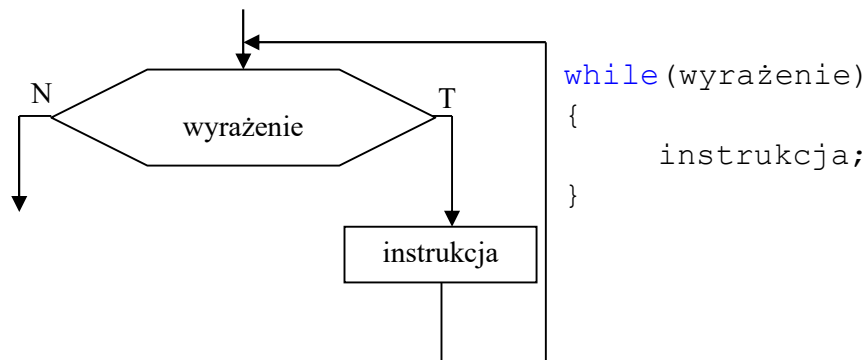 N
T
wyrażenie
instrukcja
while(wyrażenie)
{
instrukcja;
}